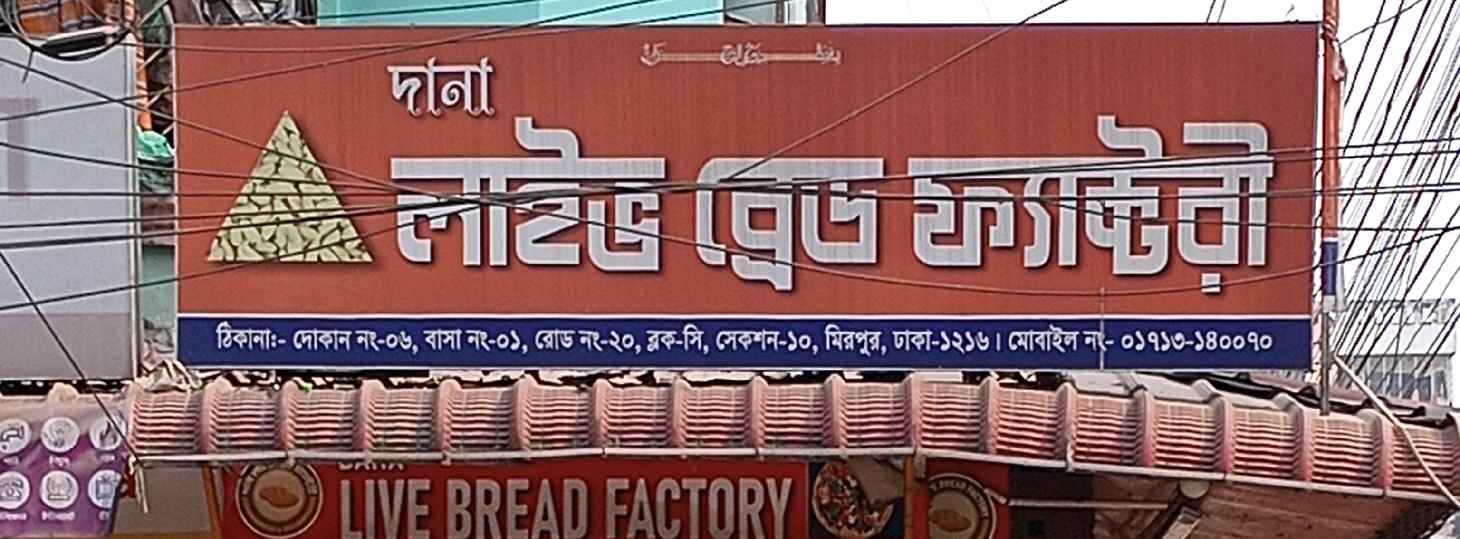 দানা
লাইভ ব্রেড ফ্যাক্টরী
ঠিকানা:- দোকান নং-০৬, বাসা নং-০১, রোড নং-২০, ব্লক-সি, সেকশন-১০, মিরপুর, ঢাকা-১২১৬। মোবাইল নং- ০১৭১৩-১৪০০৭০
LIVE BREAD FACTORY